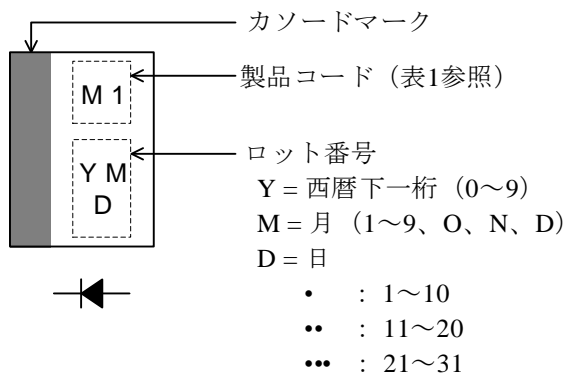 カソードマーク
製品コード（表1参照）
M 1
ロット番号
Y M
D
Y = 西暦下一桁（0～9）
M = 月（1～9、O、N、D）
D = 日
• : 1～10
•• : 11～20
••• : 21～31